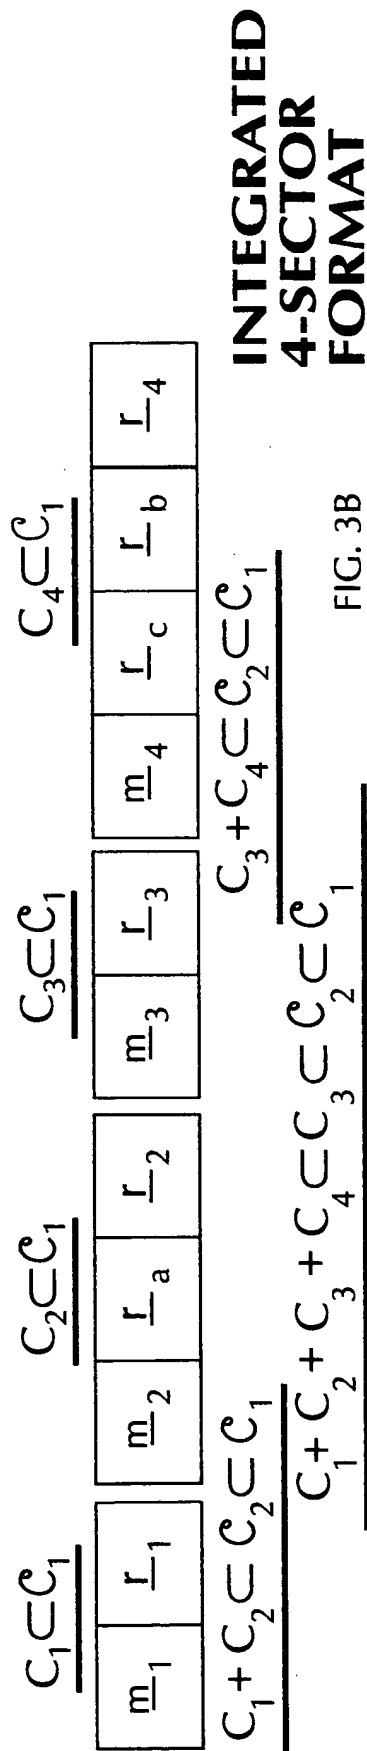 C₁⊂𝒞₁ C₂⊂𝒞₁ C₃⊂𝒞₁ C₄⊂𝒞₁
m₁ r₁ m₂ rₐ r₂ m₃ r₃ m₄ r_c r_b r₄
C₁+C₂⊂𝒞₂⊂𝒞₁ C₃+C₄⊂𝒞₂⊂𝒞₁
C₁+C₂+C₃+C₄⊂𝒞₃⊂𝒞₂⊂𝒞₁
FIG. 3B
INTEGRATED
4-SECTOR
FORMAT